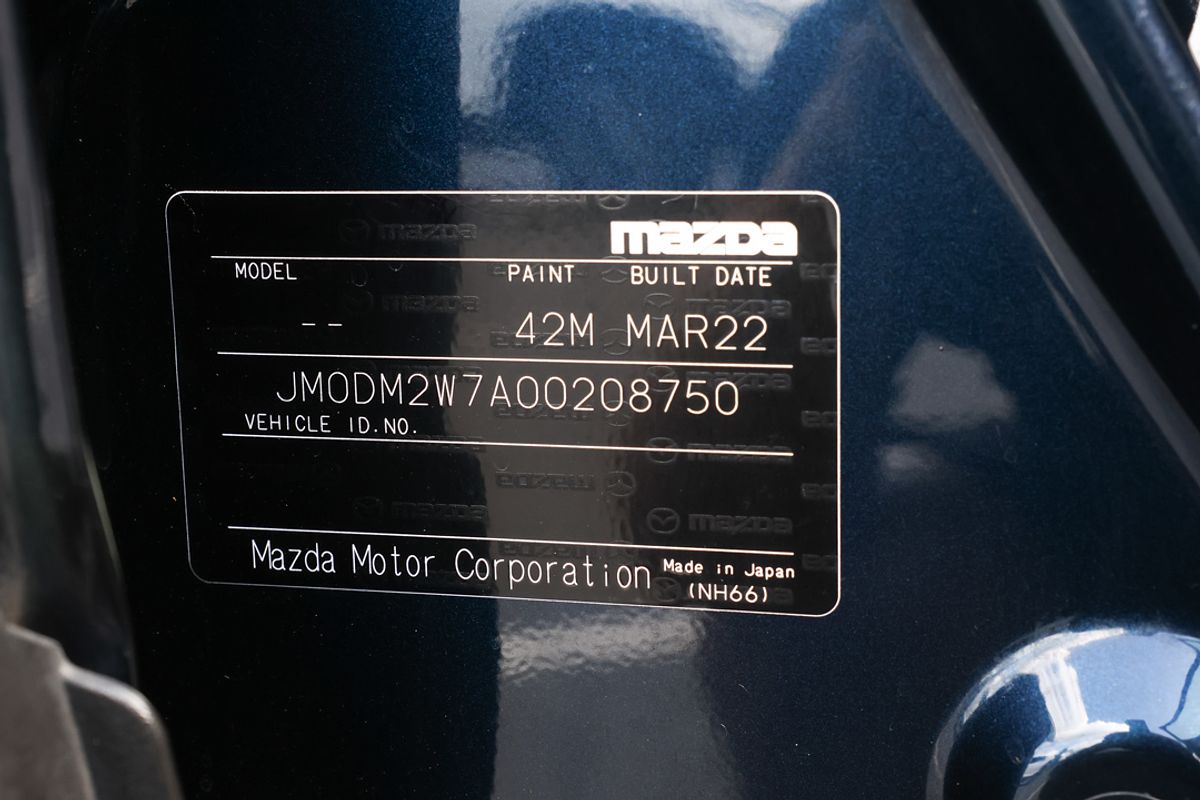 mazda
MODEL PAINT BUILT DATE
-- 42M MAR22
JM0DM2W7A00208750
VEHICLE ID.NO.
Mazda Motor Corporation Made in Japan
(NH66)